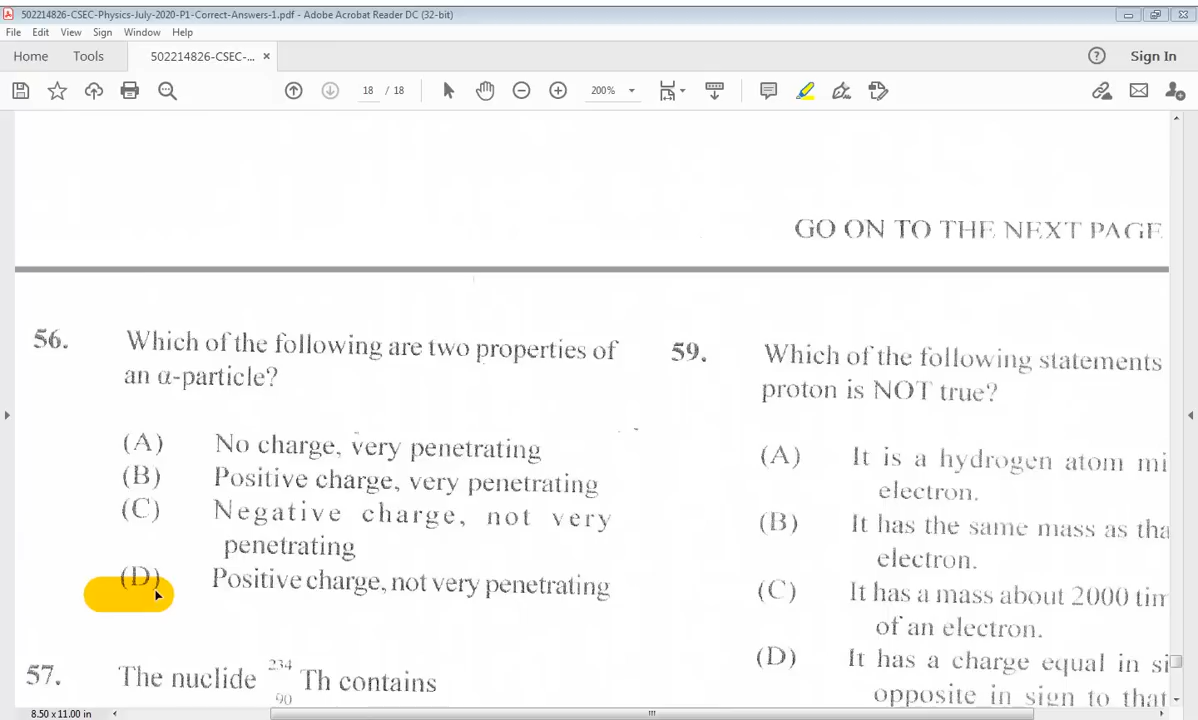 502214826-CSEC-Physics-July-2020-P1-Correct-Answers-1.pdf - Adobe Acrobat Reader DC (32-bit)
File Edit View Sign Window Help
Home Tools 502214826-CSEC-... × ? Sign In
18 / 18 200%
GO ON TO THE NEXT PAGE
56. Which of the following are two properties of
an α-particle?
(A) No charge, very penetrating
(B) Positive charge, very penetrating
(C) Negative charge, not very
penetrating
(D) Positive charge, not very penetrating
57. The nuclide 234 90 Th contains
59. Which of the following statements
proton is NOT true?
(A) It is a hydrogen atom mi
electron.
(B) It has the same mass as tha
electron.
(C) It has a mass about 2000 tim
of an electron.
(D) It has a charge equal in si
opposite in sign to that
8.50 x 11.00 in